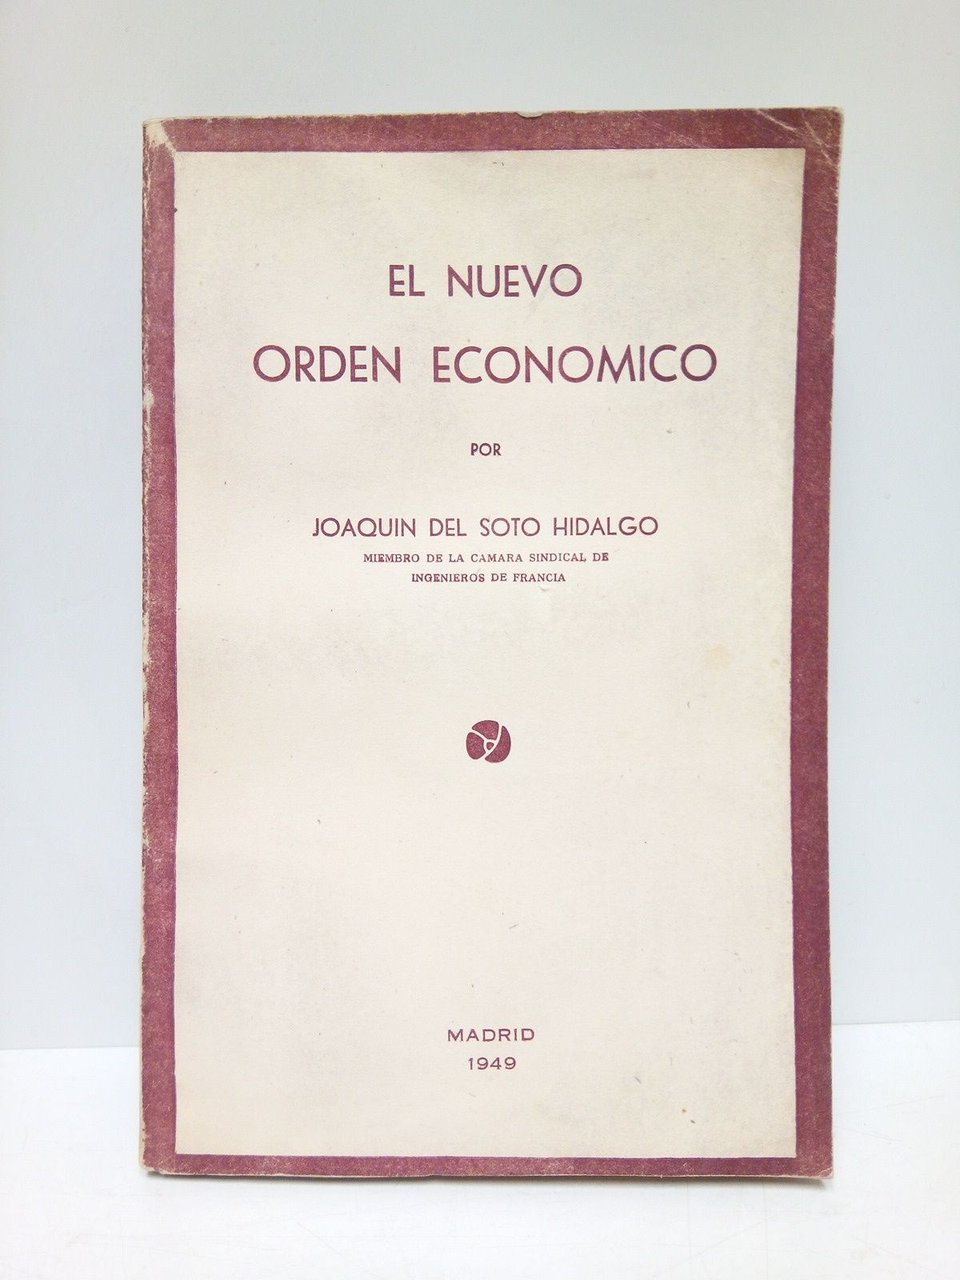 EL NUEVO
ORDEN ECONOMICO
POR
JOAQUIN DEL SOTO HIDALGO
MIEMBRO DE LA CAMARA SINDICAL DE
INGENIEROS DE FRANCIA
MADRID
1949